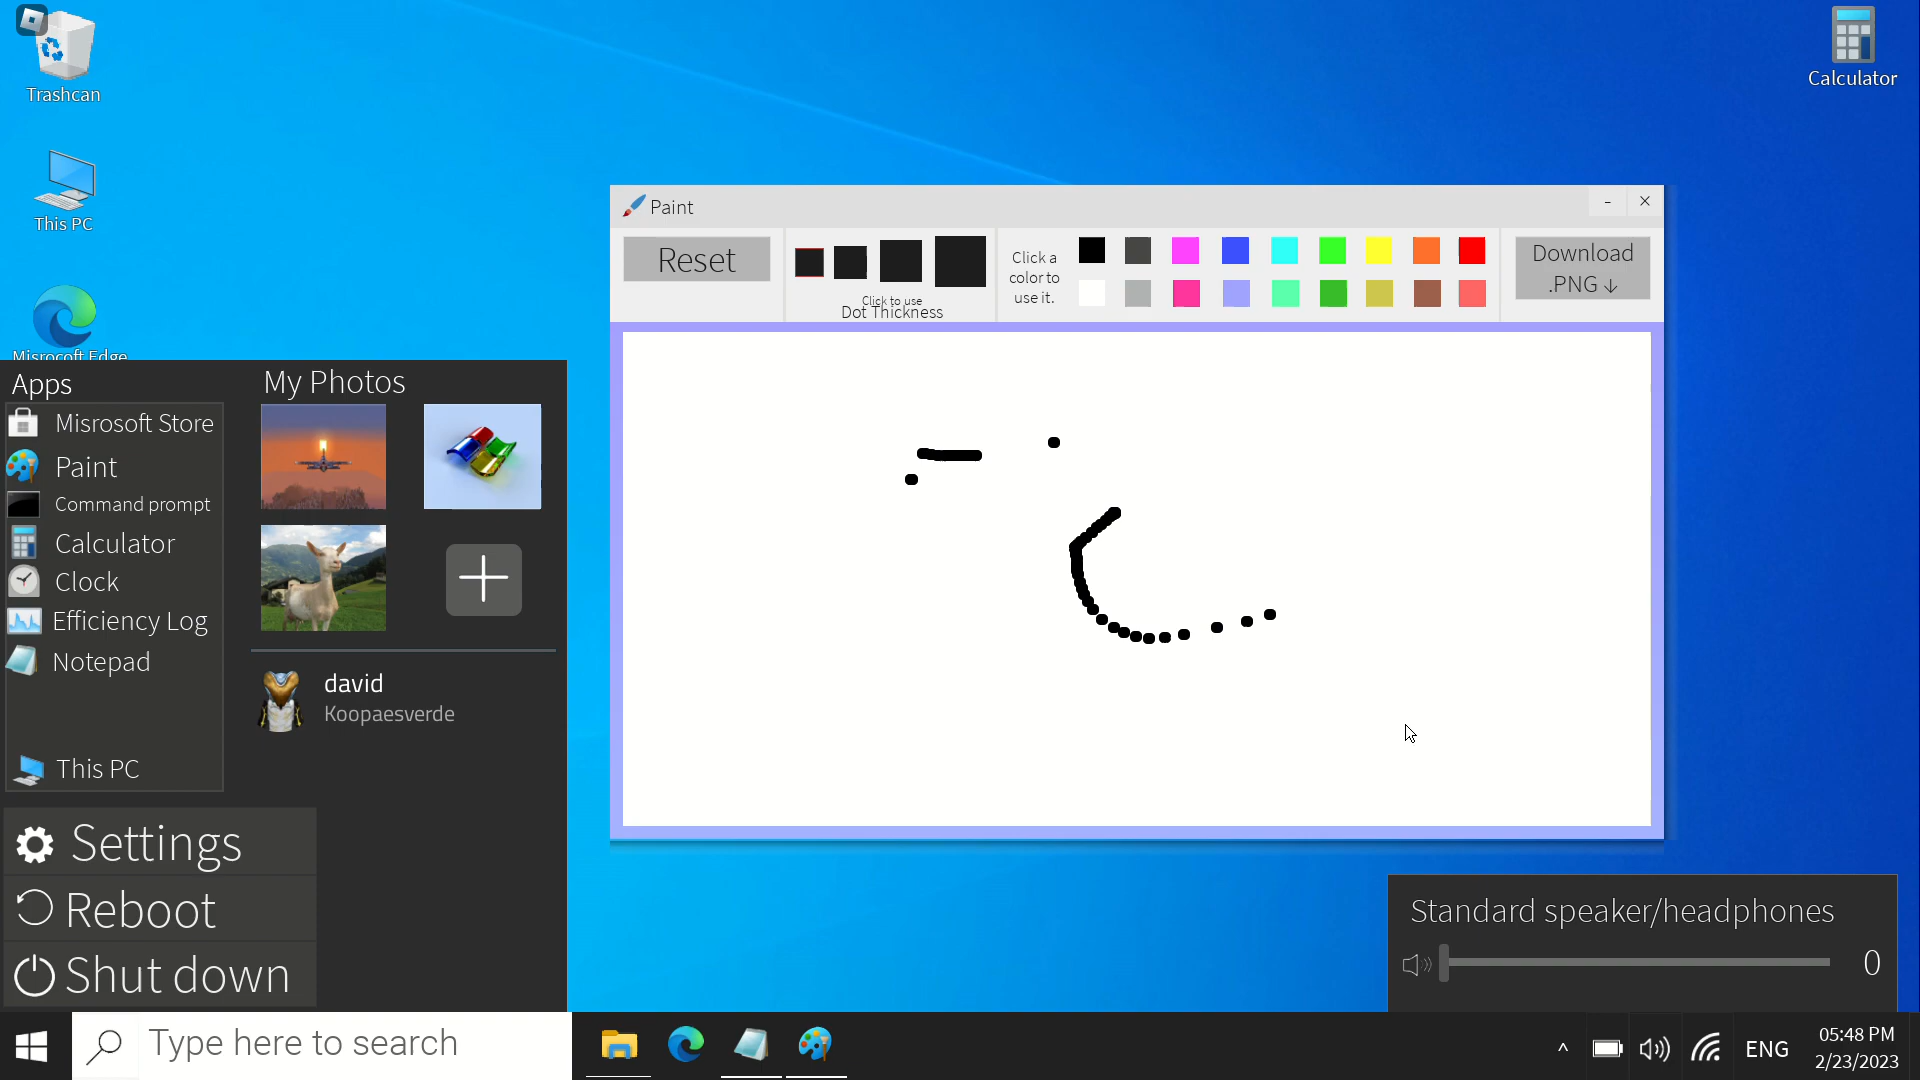 Trashcan
This PC
Misrocoft Edge
Calculator
Paint
-
×
Reset
Click to use
Dot Thickness
Click a
color to
use it.
Download
.PNG ↓
Apps
Misrosoft Store
Paint
Command prompt
Calculator
Clock
Efficiency Log
Notepad
This PC
Settings
Reboot
Shut down
My Photos
david
Koopaesverde
Standard speaker/headphones
0
Type here to search
^
ENG
05:48 PM
2/23/2023